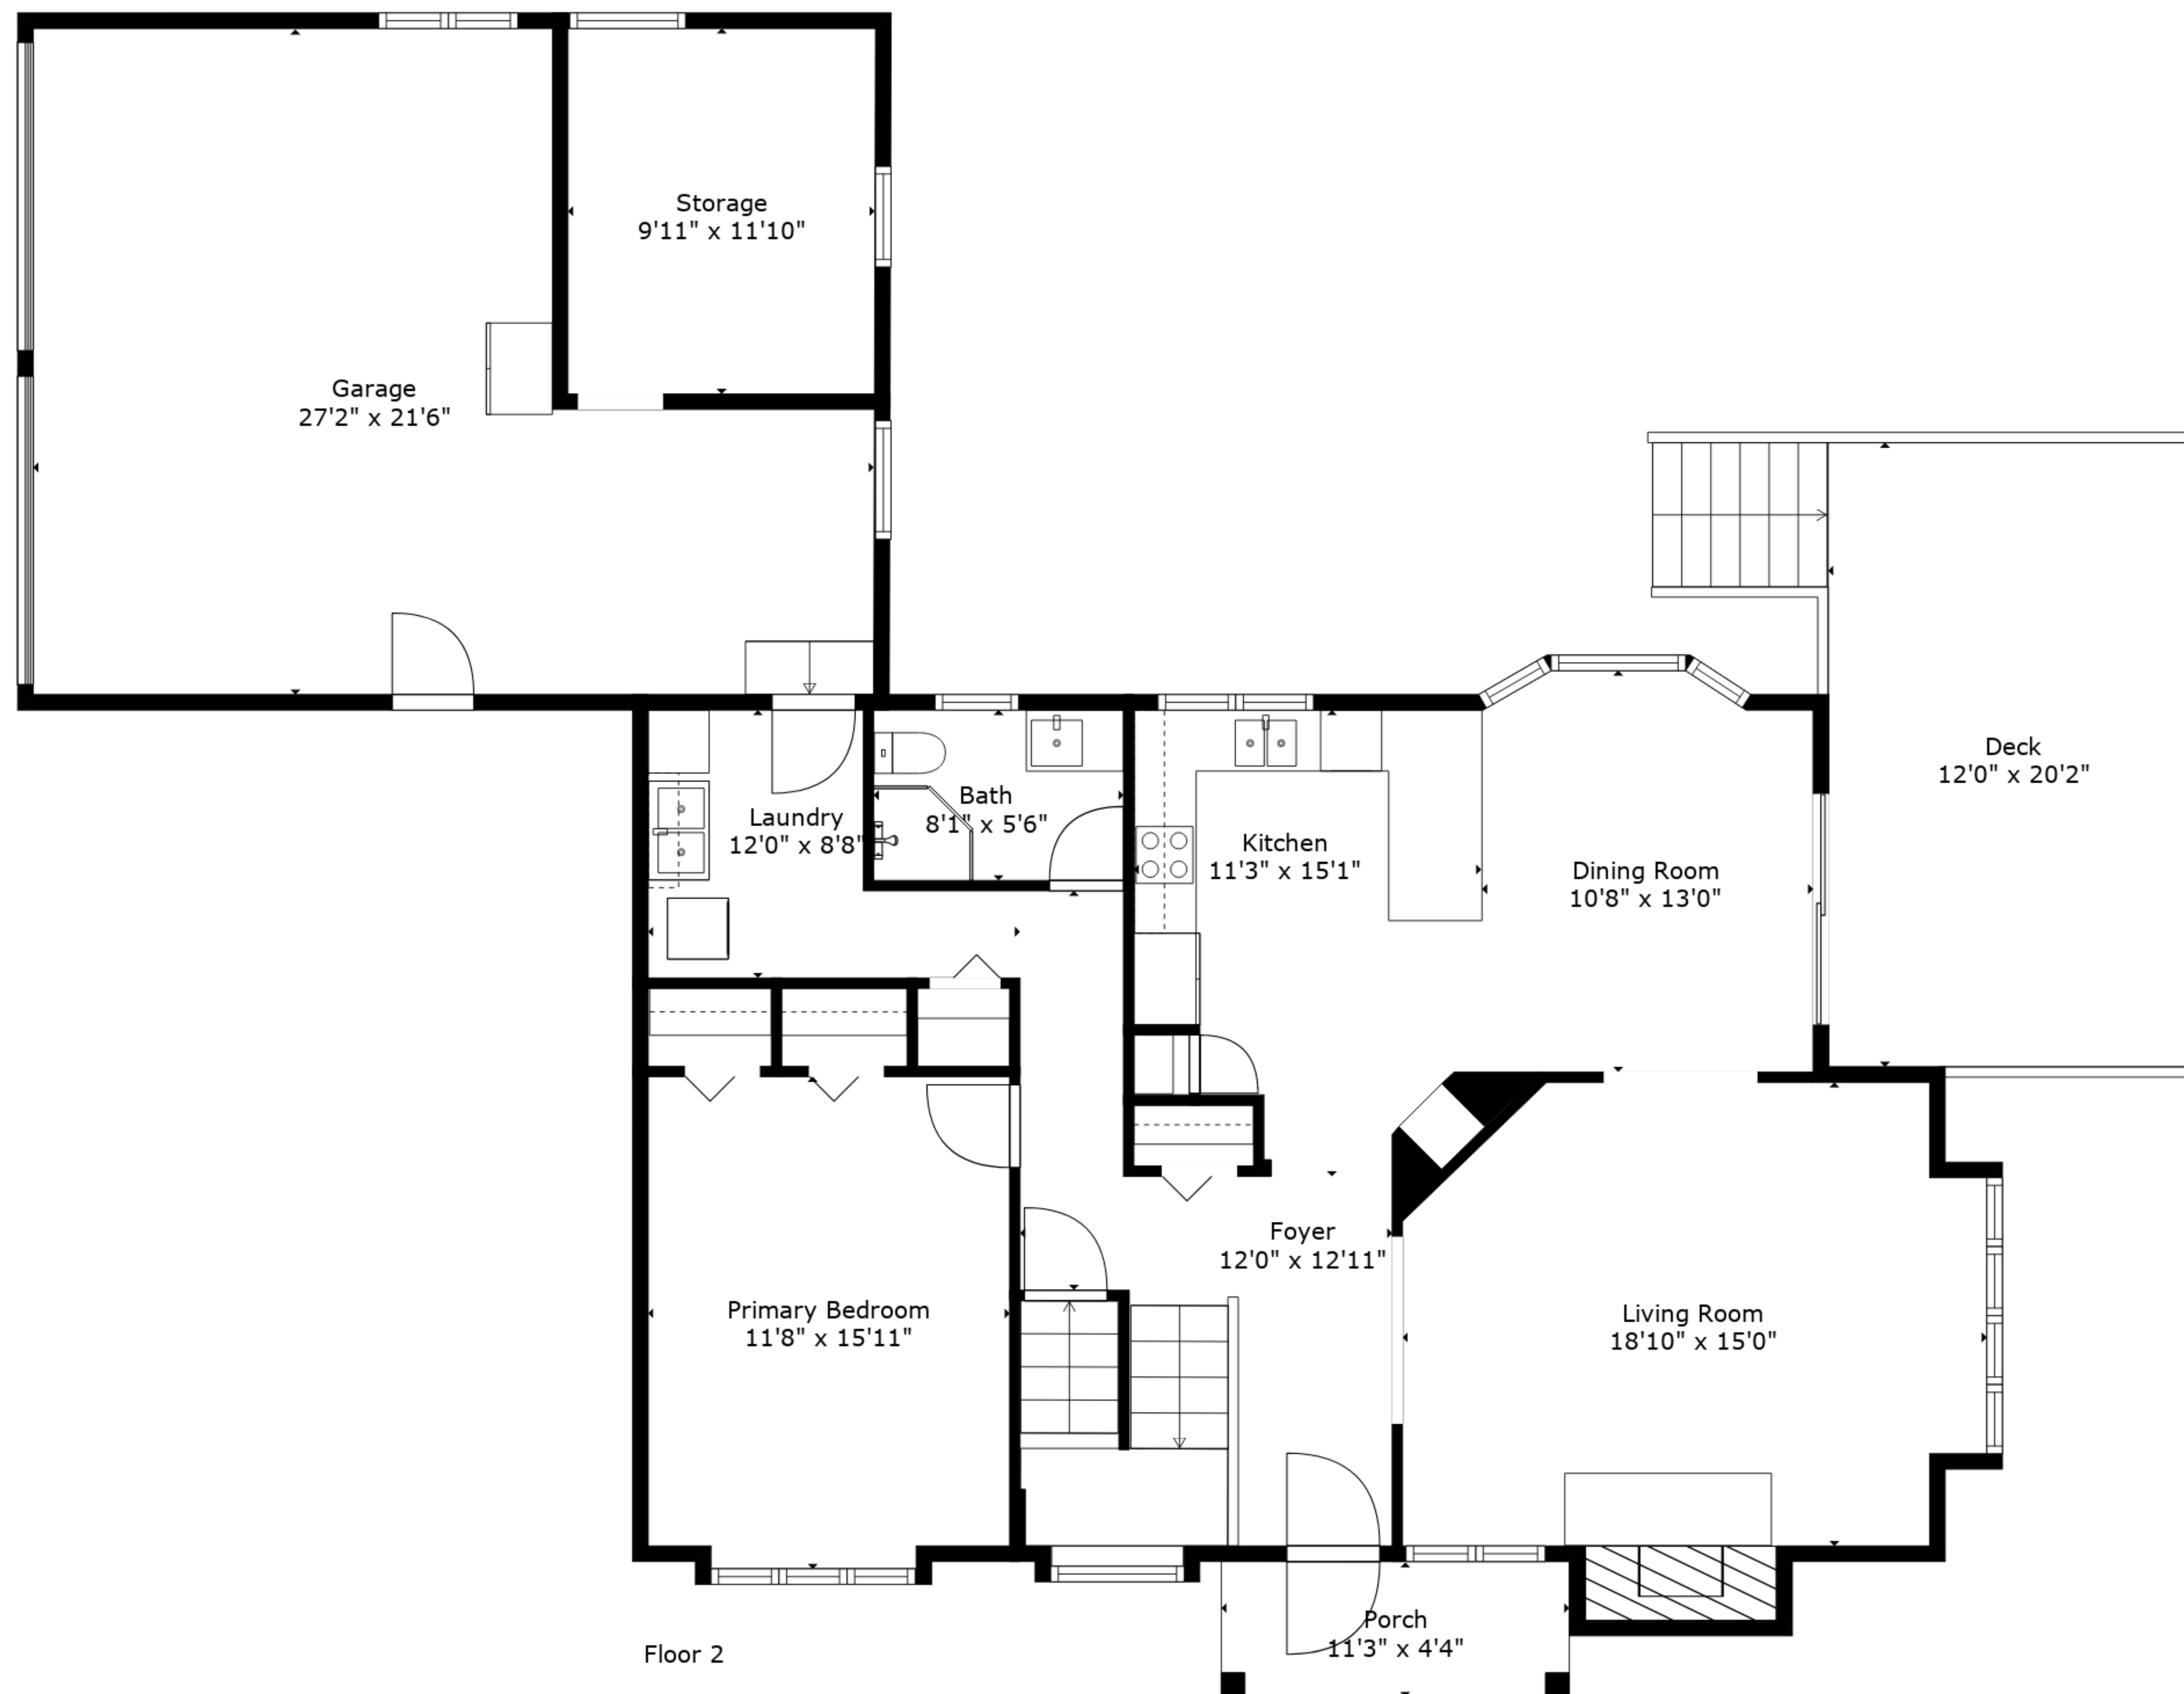 Storage
9'11" x 11'10"
Garage
27'2" x 21'6"
Deck
12'0" x 20'2"
Laundry
12'0" x 8'8"
Bath
8'1" x 5'6"
Kitchen
11'3" x 15'1"
Dining Room
10'8" x 13'0"
Foyer
12'0" x 12'11"
Primary Bedroom
11'8" x 15'11"
Living Room
18'10" x 15'0"
Porch
11'3" x 4'4"
Floor 2